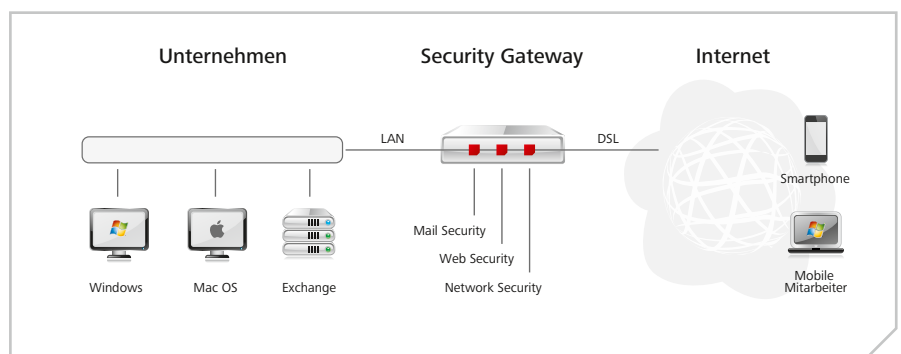 Unternehmen
Security Gateway
Internet
LAN
DSL
Smartphone
Mail Security
Web Security
Network Security
Windows
Mac OS
Exchange
Mobile
Mitarbeiter